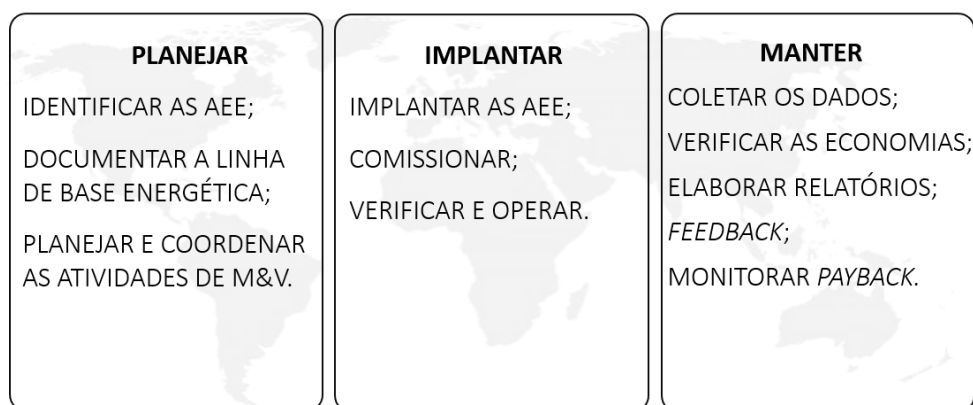 PLANEJAR
IDENTIFICAR AS AEE;
DOCUMENTAR A LINHA
DE BASE ENERGÉTICA;
PLANEJAR E COORDENAR
AS ATIVIDADES DE M&V.
IMPLANTAR
IMPLANTAR AS AEE;
COMISSIONAR;
VERIFICAR E OPERAR.
MANTER
COLETAR OS DADOS;
VERIFICAR AS ECONOMIAS;
ELABORAR RELATÓRIOS;
FEEDBACK;
MONITORAR PAYBACK.